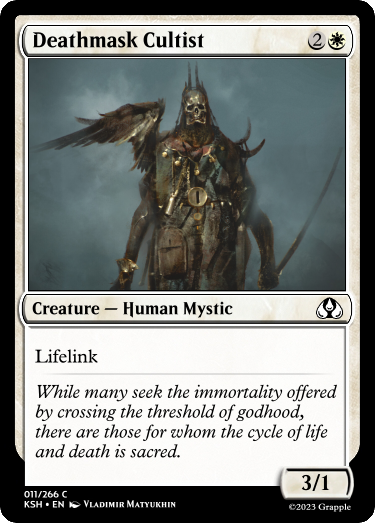 Deathmask Cultist 2
Creature — Human Mystic
Lifelink
While many seek the immortality offered
by crossing the threshold of godhood,
there are those for whom the cycle of life
and death is sacred.
3/1
011/266 C
KSH • EN Vladimir Matyukhin
©2023 Grapple